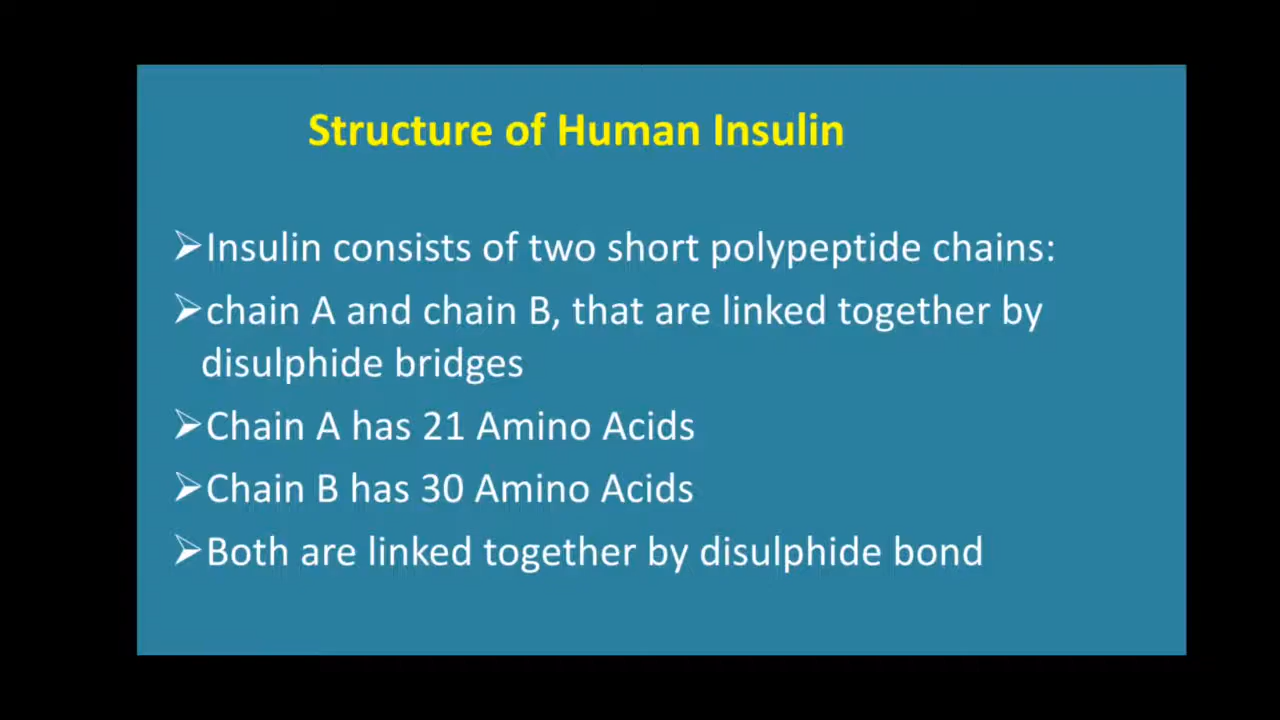 Structure of Human Insulin
➢Insulin consists of two short polypeptide chains:
➢chain A and chain B, that are linked together by
disulphide bridges
➢Chain A has 21 Amino Acids
➢Chain B has 30 Amino Acids
➢Both are linked together by disulphide bond